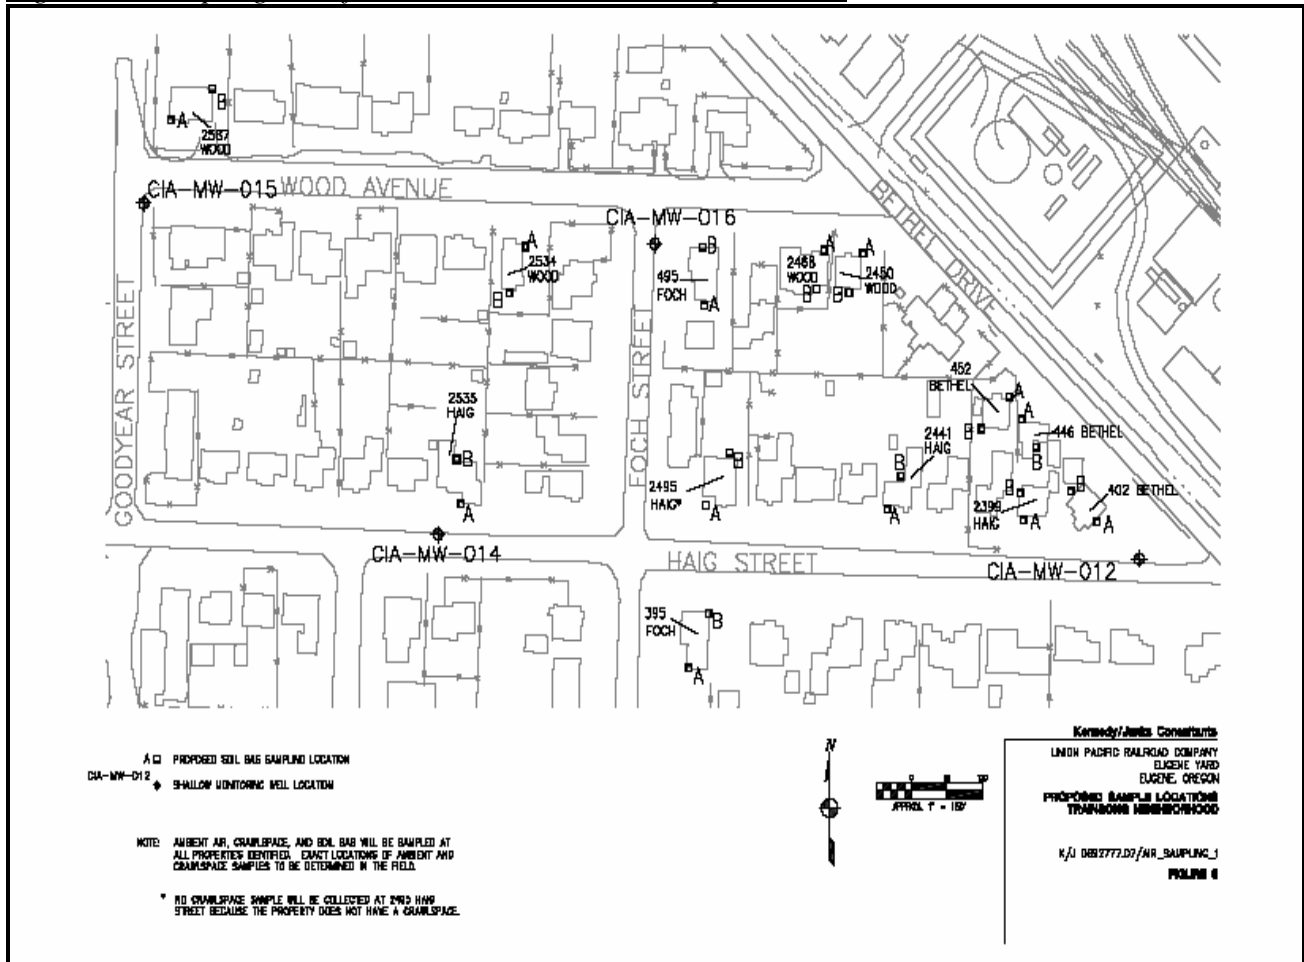 A
B
2567
WOOD
CIA-MW-015
WOOD AVENUE
CIA-MW-016
BETHEL DRIVE
A
2534
WOOD
B
B
495
FOCH
A
A
2468
WOOD
B
A
2450
WOOD
B
GOODYEAR STREET
FOCH STREET
2535
HAIG
B
A
452
BETHEL
A
B
A
446 BETHEL
B
2441
HAIG
B
A
2495
HAIG*
B
A
B
2399
HAIG
A
B
402 BETHEL
A
CIA-MW-014
HAIG STREET
CIA-MW-012
395
FOCH
B
A
A PROPOSED SOIL GAS SAMPLING LOCATION
CIA-MW-012
SHALLOW MONITORING WELL LOCATION
NOTE: AMBIENT AIR, CRAWLSPACE, AND SOIL GAS WILL BE SAMPLED AT
ALL PROPERTIES IDENTIFIED. EXACT LOCATIONS OF AMBIENT AND
CRAWLSPACE SAMPLES TO BE DETERMINED IN THE FIELD.
* NO CRAWLSPACE SAMPLE WILL BE COLLECTED AT 2495 HAIG
STREET BECAUSE THE PROPERTY DOES NOT HAVE A CRAWLSPACE.
N
0
APPROX. 1" =
Kennedy/Jenks Consultants
UNION PACIFIC RAILROAD COMPANY
EUGENE YARD
EUGENE, OREGON
PROPOSED SAMPLE LOCATIONS
TRAINSONG NEIGHBORHOOD
K/J
FIGURE